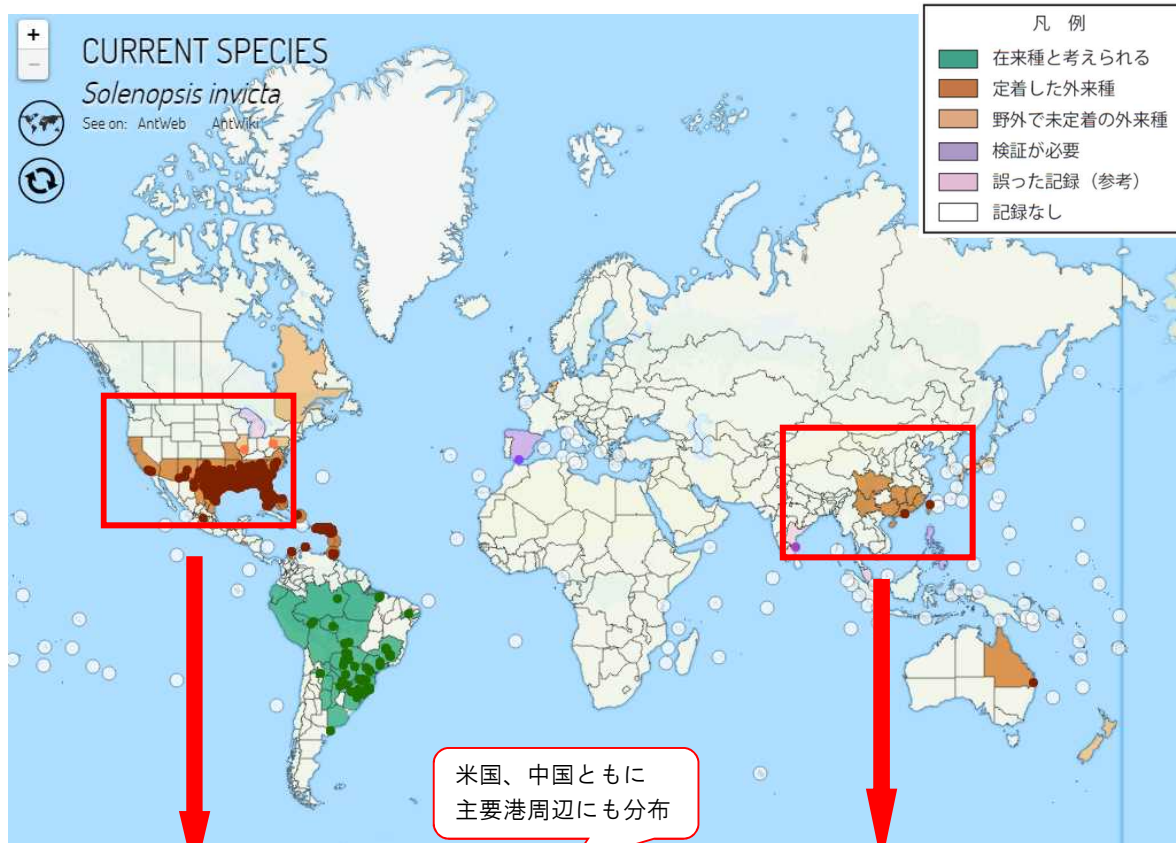 +
−
CURRENT SPECIES
Solenopsis invicta
See on: AntWeb AntWiki
凡 例
在来種と考えられる
定着した外来種
野外で未定着の外来種
検証が必要
誤った記録（参考）
記録なし
米国、中国ともに
主要港周辺にも分布